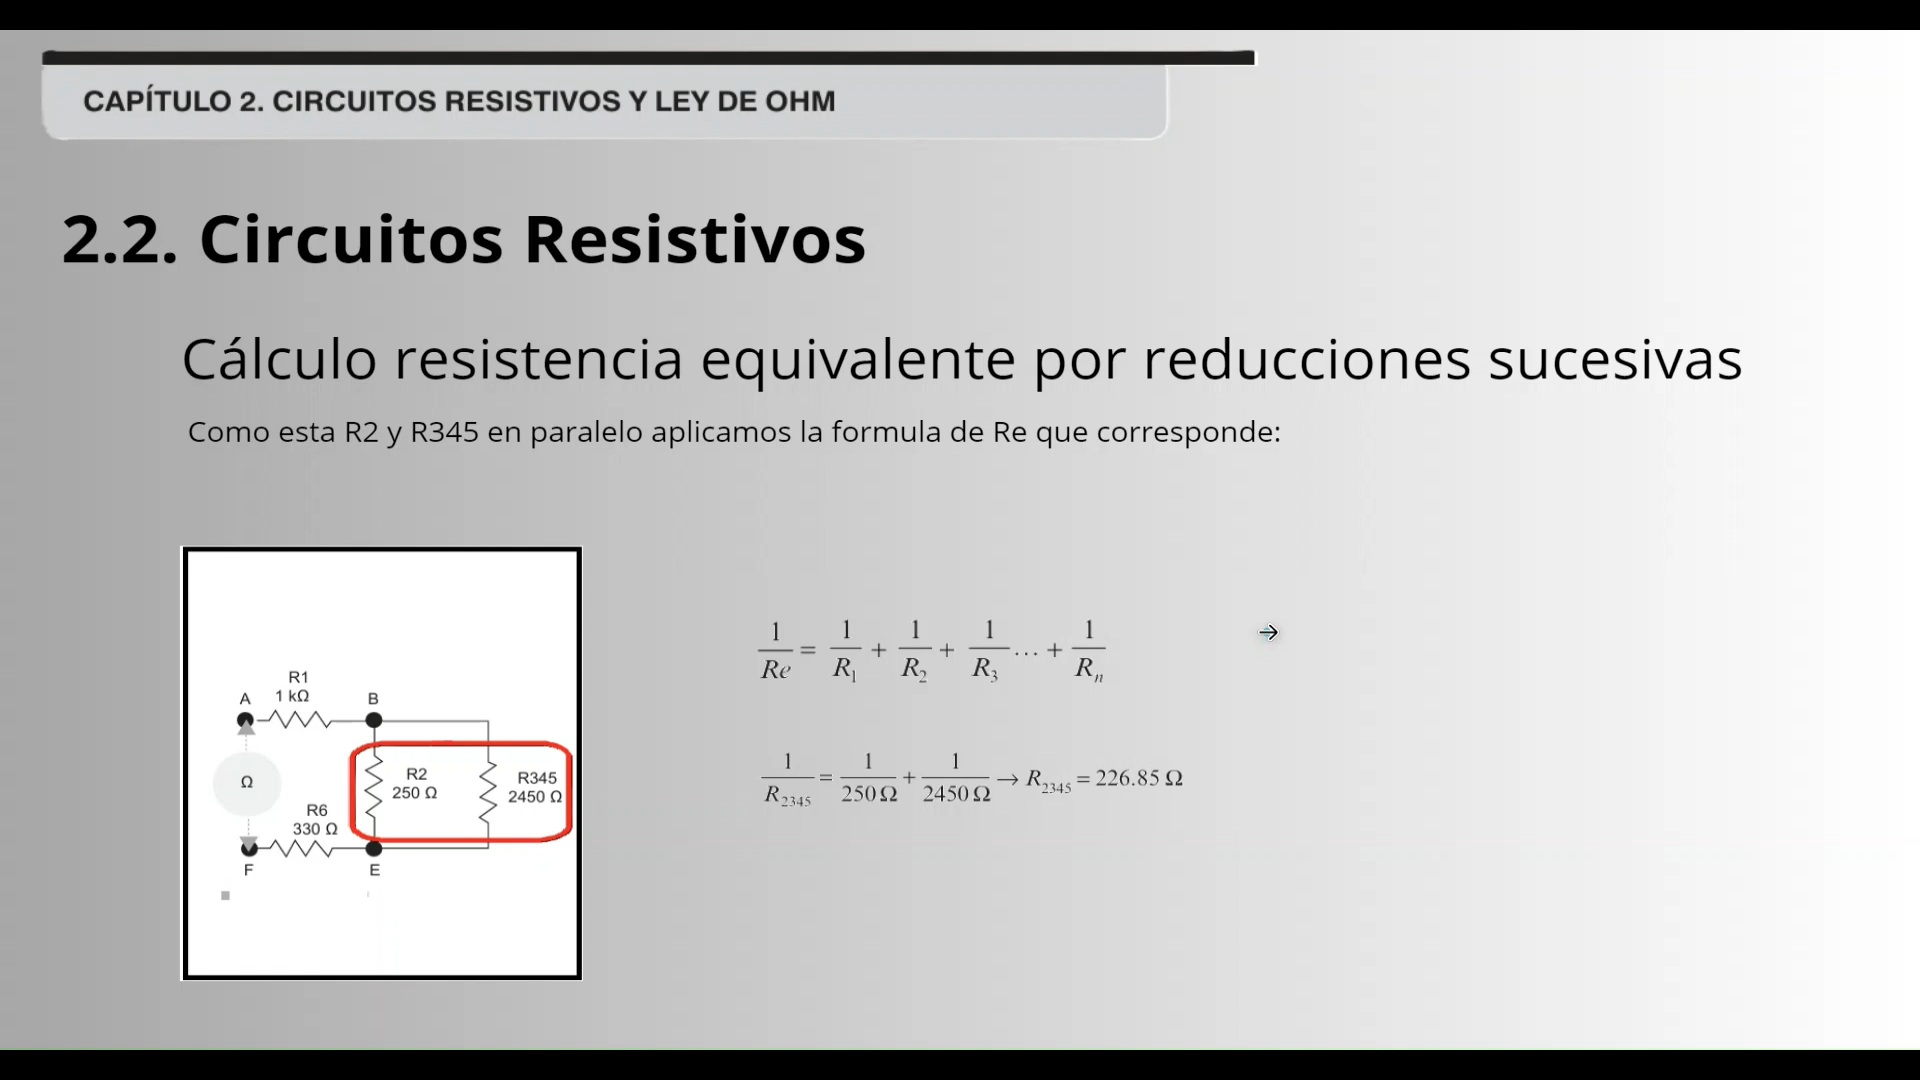 CAPÍTULO 2. CIRCUITOS RESISTIVOS Y LEY DE OHM
2.2. Circuitos Resistivos
Cálculo resistencia equivalente por reducciones sucesivas
Como esta R2 y R345 en paralelo aplicamos la formula de Re que corresponde:
R1
1 kΩ
A
B
R2
250 Ω
R345
2450 Ω
Ω
R6
330 Ω
F
E
1/Re = 1/R₁ + 1/R₂ + 1/R₃ ... + 1/Rₙ
1/R₂₃₄₅ = 1/250 Ω + 1/2450 Ω → R₂₃₄₅ = 226.85 Ω